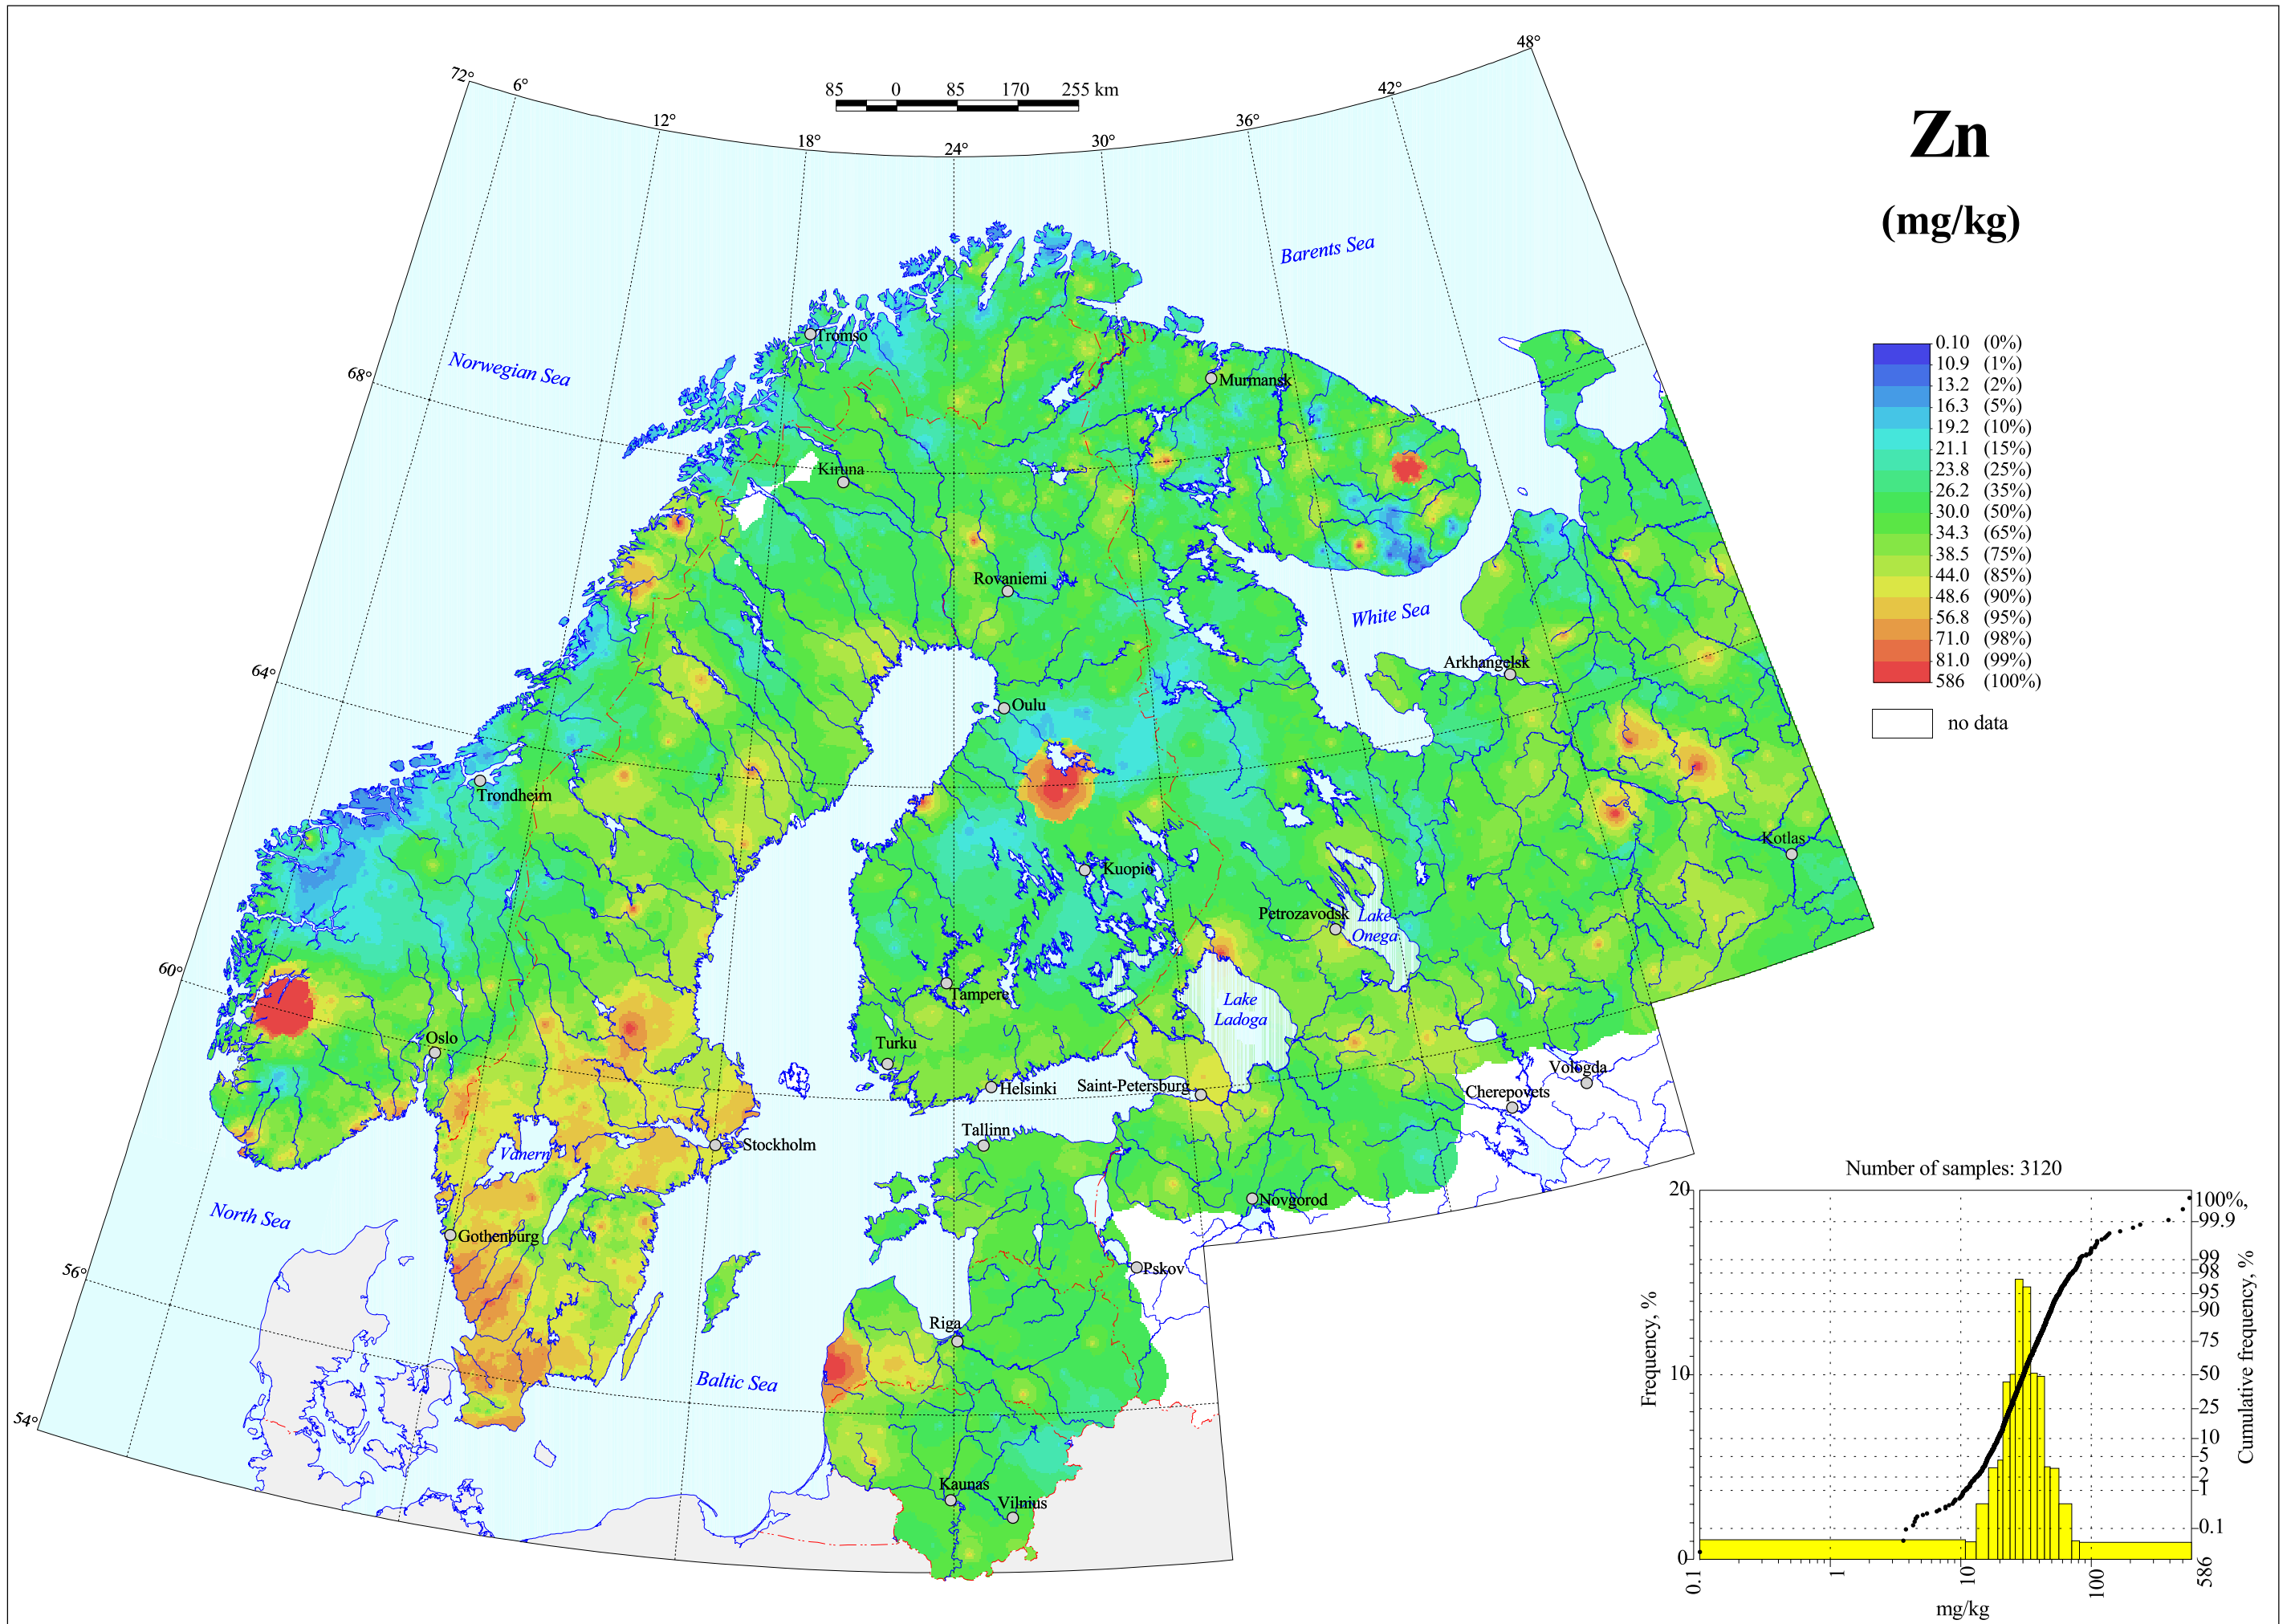 48°
72°
6°
42°
85 0 85 170 255 km
12°
36°
18°
30°
24°
Zn
(mg/kg)
Barents Sea
Tromso
Norwegian Sea
68°
Murmansk
0.10 (0%)
10.9 (1%)
13.2 (2%)
16.3 (5%)
19.2 (10%)
21.1 (15%)
23.8 (25%)
26.2 (35%)
30.0 (50%)
34.3 (65%)
38.5 (75%)
44.0 (85%)
48.6 (90%)
56.8 (95%)
71.0 (98%)
81.0 (99%)
586 (100%)
no data
Kiruna
Rovaniemi
White Sea
Arkhangelsk
64°
Oulu
Trondheim
Kotlas
Kuopio
Petrozavodsk
Lake
Onega
60°
Tampere
Lake
Ladoga
Oslo
Turku
Helsinki
Saint-Petersburg
Vologda
Cherepovets
Tallinn
Stockholm
Vanern
Novgorod
North Sea
Gothenburg
Pskov
56°
Riga
Baltic Sea
54°
Kaunas
Vilnius
Number of samples: 3120
20
10
0
Frequency, %
100%,
99.9
99
98
95
90
75
50
25
10
5
2
1
0.1
Cumulative frequency, %
0.1 1 10 100 586
mg/kg